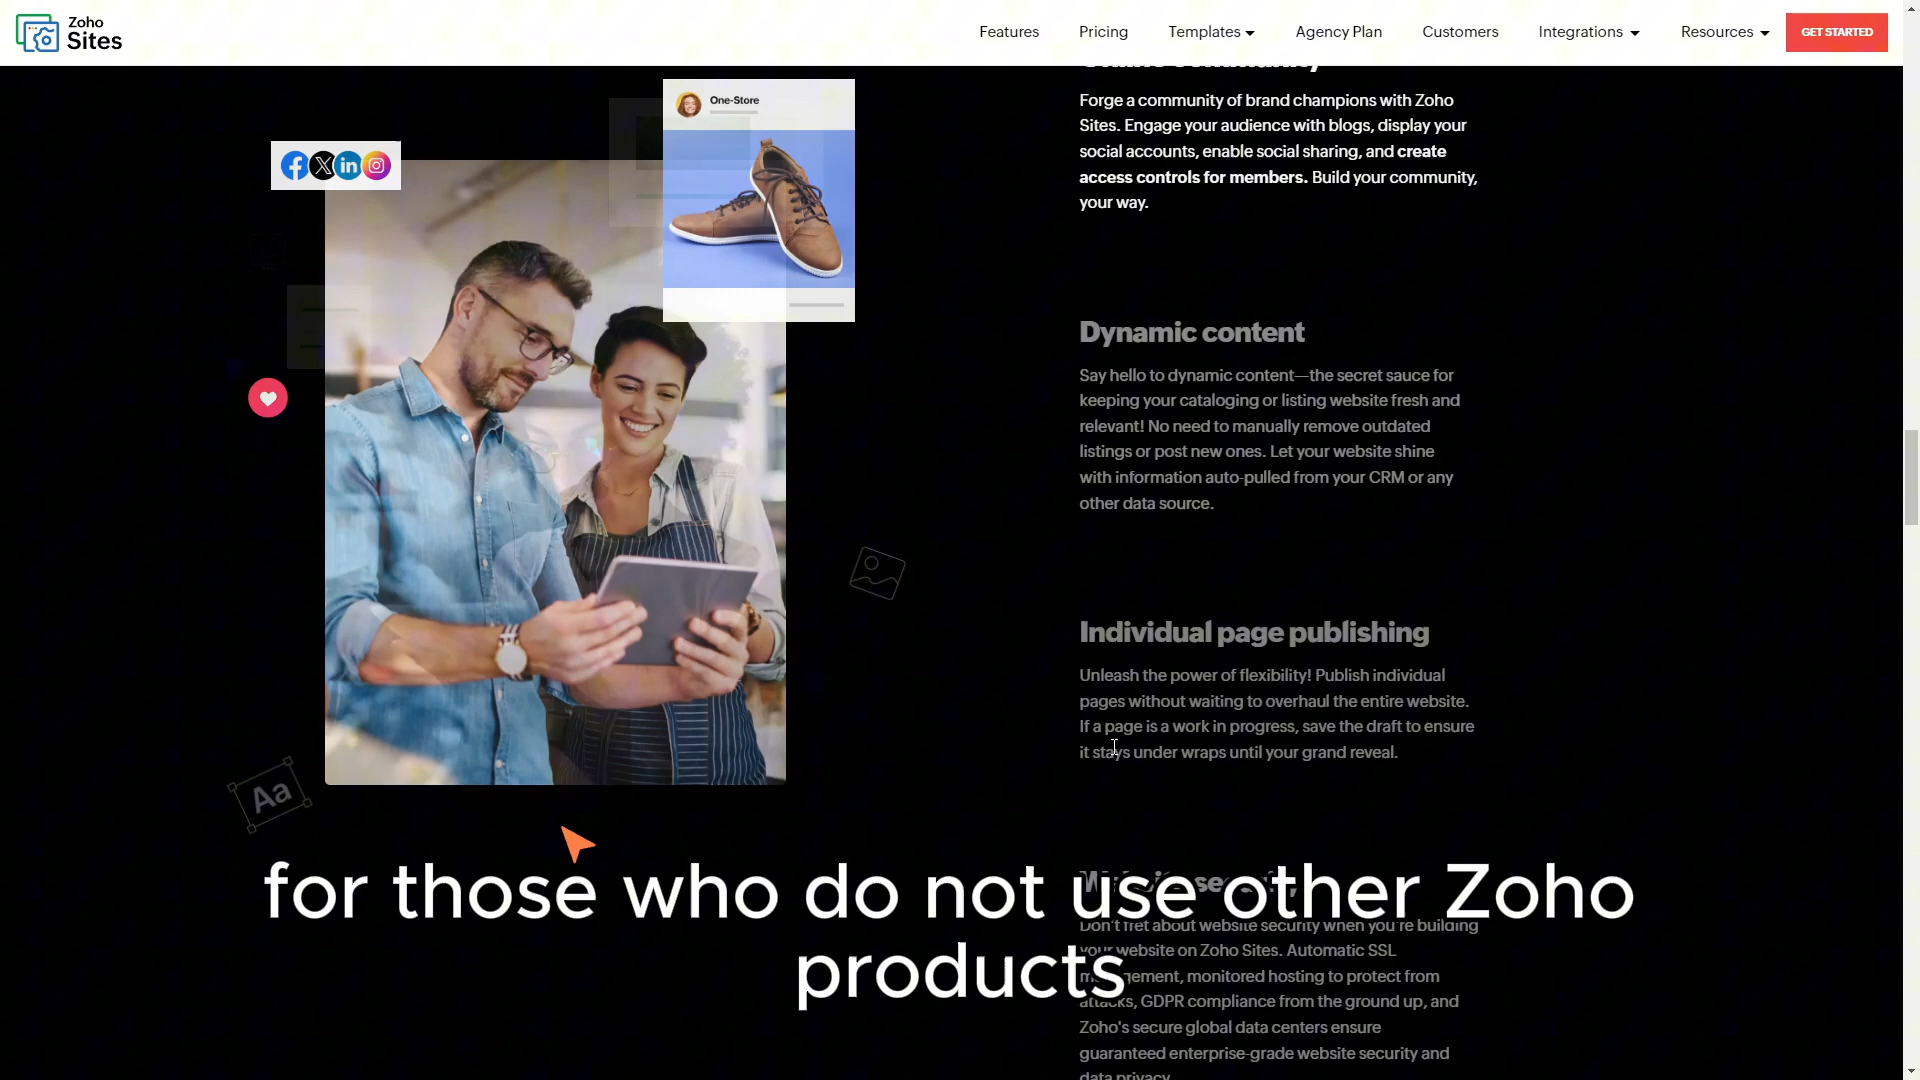 Zoho
Sites
Features
Pricing
Templates
Agency Plan
Customers
Integrations
Resources
GET STARTED
One-Store
Forge a community of brand champions with Zoho
Sites. Engage your audience with blogs, display your
social accounts, enable social sharing, and create
access controls for members. Build your community,
your way.
Dynamic content
Say hello to dynamic content—the secret sauce for
keeping your cataloging or listing website fresh and
relevant! No need to manually remove outdated
listings or post new ones. Let your website shine
with information auto-pulled from your CRM or any
other data source.
Individual page publishing
Unleash the power of flexibility! Publish individual
pages without waiting to overhaul the entire website.
If a page is a work in progress, save the draft to ensure
it stays under wraps until your grand reveal.
Aa
for those who do not use other Zoho
products
Don't fret about website security when you're building
your website on Zoho Sites. Automatic SSL
management, monitored hosting to protect from
attacks, GDPR compliance from the ground up, and
Zoho's secure global data centers ensure
guaranteed enterprise-grade website security and
data privacy